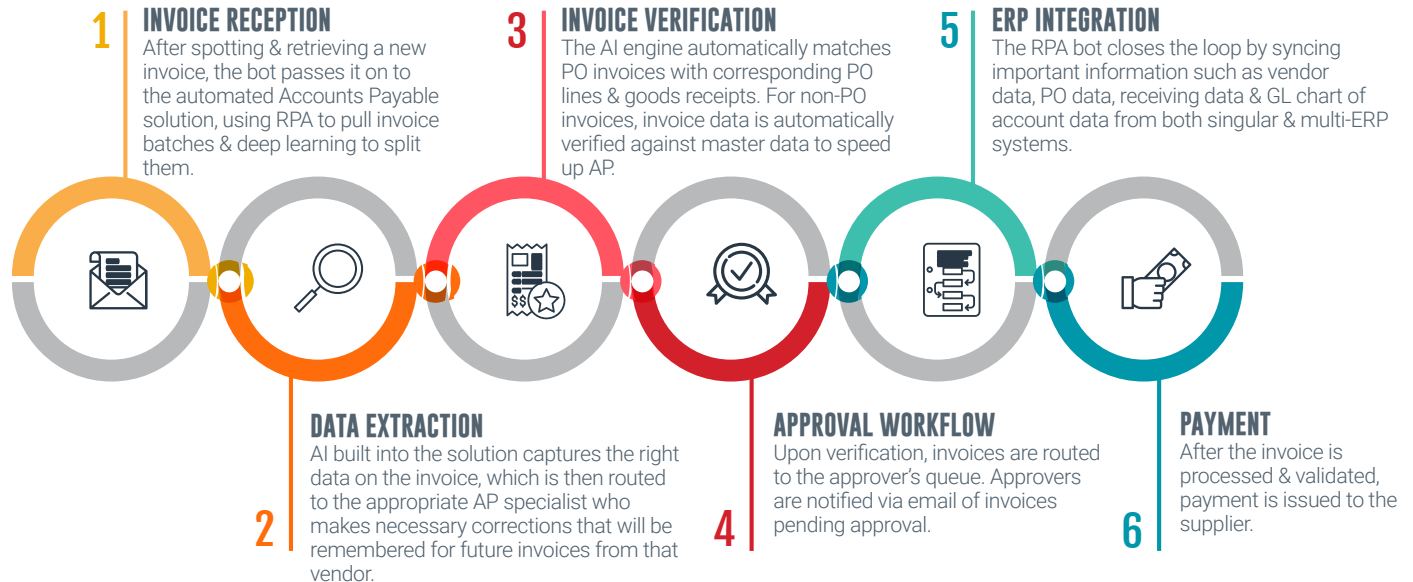 1
INVOICE RECEPTION
After spotting & retrieving a new
invoice, the bot passes it on to
the automated Accounts Payable
solution, using RPA to pull invoice
batches & deep learning to split
them.
2
DATA EXTRACTION
AI built into the solution captures the right
data on the invoice, which is then routed
to the appropriate AP specialist who
makes necessary corrections that will be
remembered for future invoices from that
vendor.
3
INVOICE VERIFICATION
The AI engine automatically matches
PO invoices with corresponding PO
lines & goods receipts. For non-PO
invoices, invoice data is automatically
verified against master data to speed
up AP.
$$
4
APPROVAL WORKFLOW
Upon verification, invoices are routed
to the approver's queue. Approvers
are notified via email of invoices
pending approval.
5
ERP INTEGRATION
The RPA bot closes the loop by syncing
important information such as vendor
data, PO data, receiving data & GL chart of
account data from both singular & multi-ERP
systems.
6
PAYMENT
After the invoice is
processed & validated,
payment is issued to the
supplier.